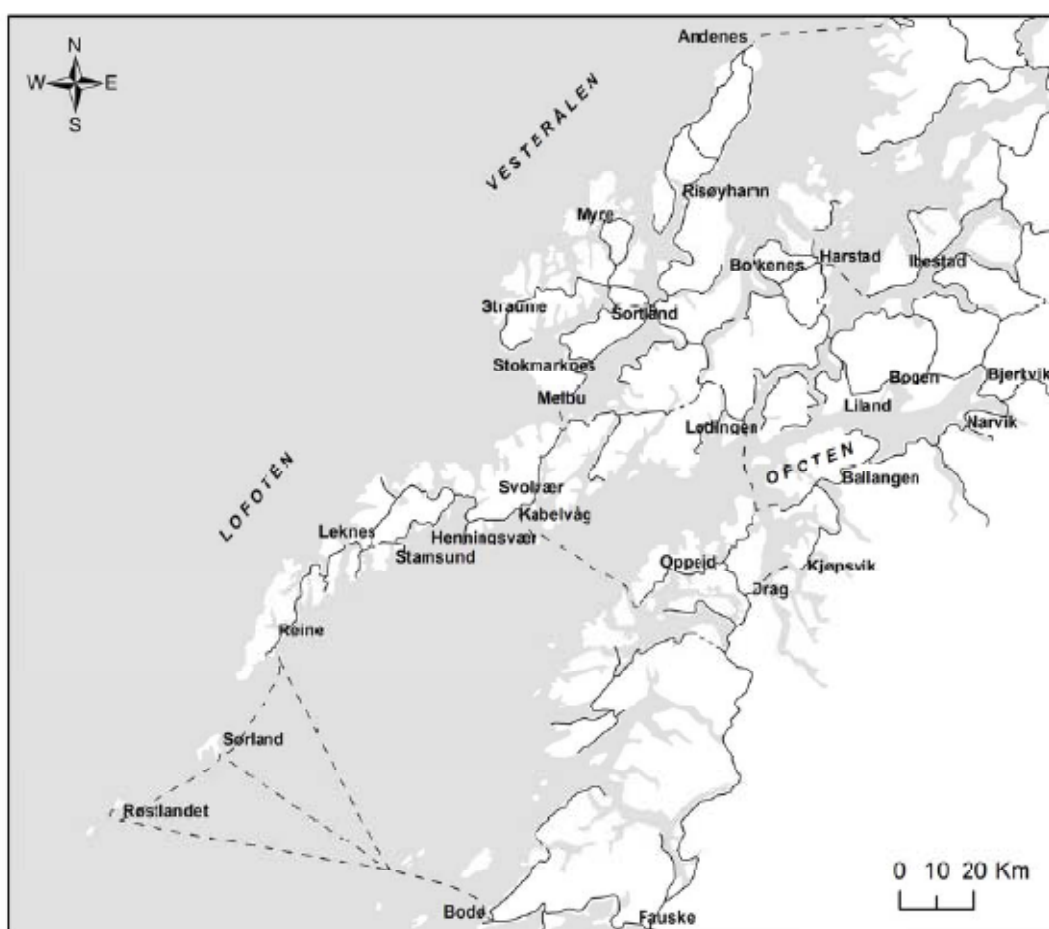 N
W E
S
Andenes
VESTERÅLEN
Risøyhamn
Myre
Borkenes
Harstad
Ibestad
Straume
Sortland
Stokmarknes
Melbu
Bogen
Bjertvik
Liland
Lødingen
Narvik
OFOTEN
Ballangen
LOFOTEN
Svolvær
Kabelvåg
Leknes
Henningsvær
Stamsund
Oppeid
Kjøpsvik
Drag
Reine
Sørland
Røstlandet
0 10 20 Km
Bodø
Fauske